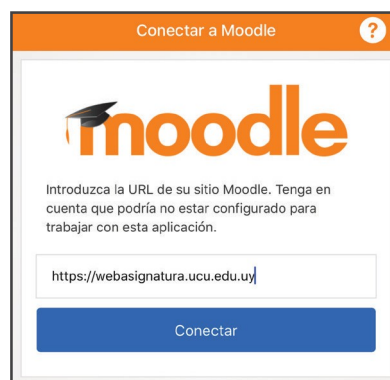 Conectar a Moodle
?
moodle
Introduzca la URL de su sitio Moodle. Tenga en
cuenta que podría no estar configurado para
trabajar con esta aplicación.
https://webasignatura.ucu.edu.uy
Conectar